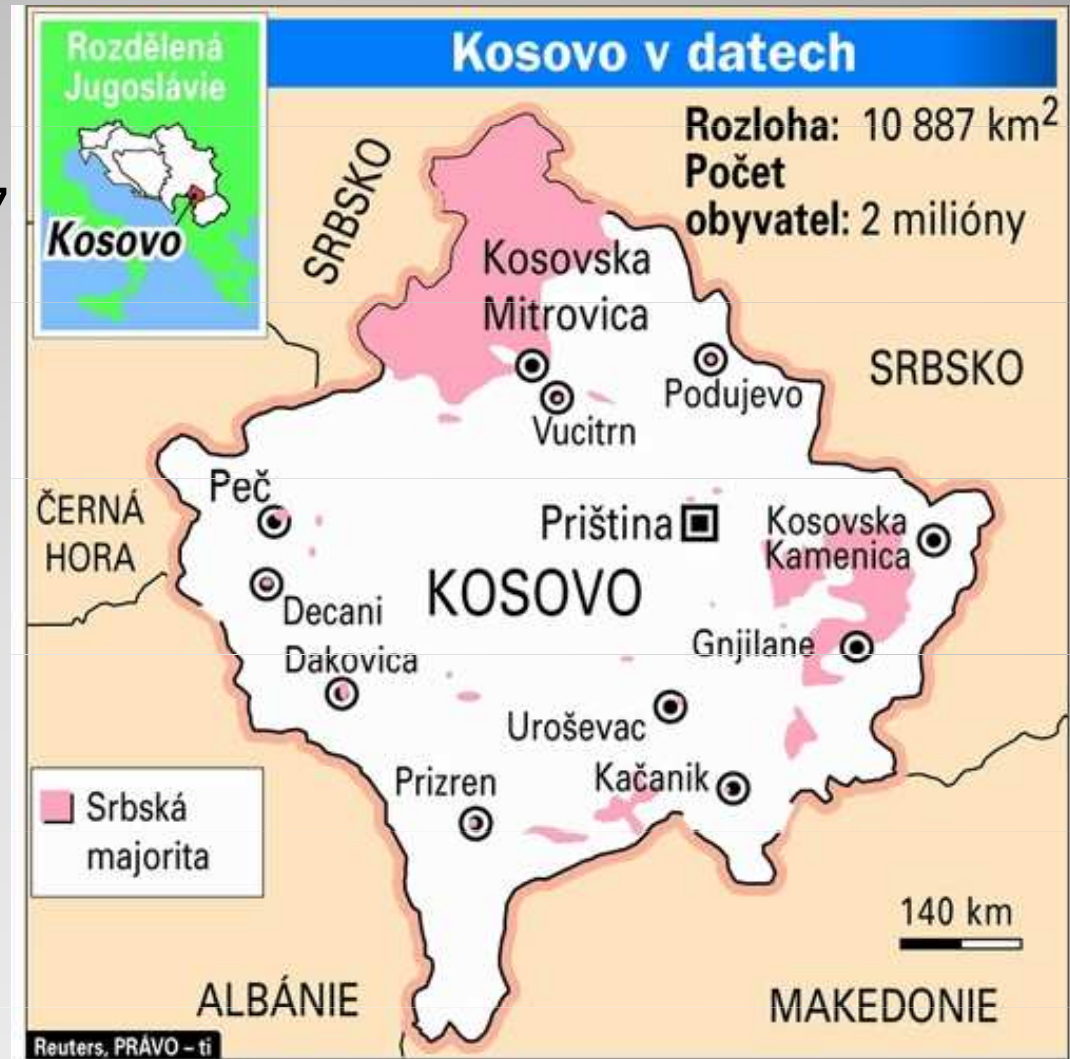 7
Rozdělená
Jugoslávie
Kosovo
Kosovo v datech
Rozloha: 10 887 km²
Počet
obyvatel: 2 milióny
SRBSKO
Kosovska
Mitrovica
SRBSKO
Podujevo
Vucitrn
Peč
ČERNÁ
HORA
Priština
Kosovska
Kamenica
KOSOVO
Decani
Gnjilane
Dakovica
Uroševac
Prizren
Kačanik
Srbská
majorita
140 km
ALBÁNIE
MAKEDONIE
Reuters, PRÁVO – ti